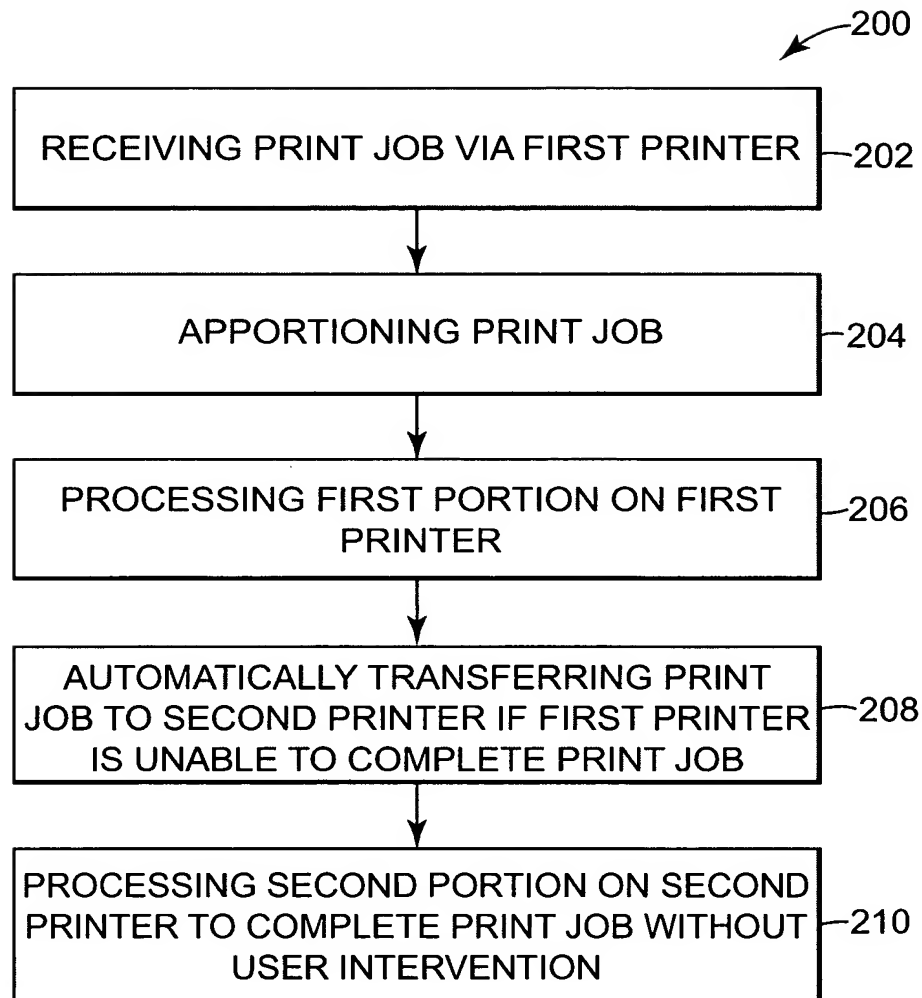 200
RECEIVING PRINT JOB VIA FIRST PRINTER
202
APPORTIONING PRINT JOB
204
PROCESSING FIRST PORTION ON FIRST
PRINTER
206
AUTOMATICALLY TRANSFERRING PRINT
JOB TO SECOND PRINTER IF FIRST PRINTER
IS UNABLE TO COMPLETE PRINT JOB
208
PROCESSING SECOND PORTION ON SECOND
PRINTER TO COMPLETE PRINT JOB WITHOUT
USER INTERVENTION
210